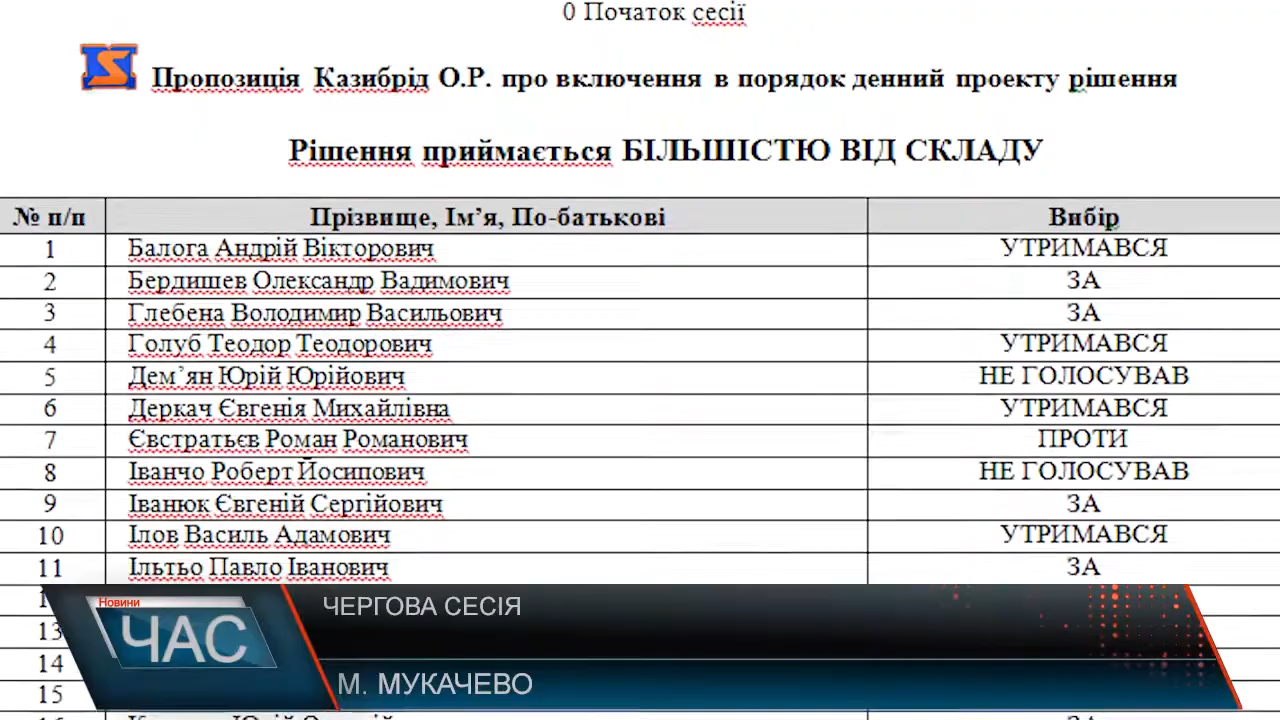 0 Початок сесії
Пропозиція Казибрід О.Р. про включення в порядок денний проекту рішення
Рішення приймається БІЛЬШІСТЮ ВІД СКЛАДУ
№ п/п Прізвище, Ім’я, По-батькові Вибір
1 Балога Андрій Вікторович УТРИМАВСЯ
2 Бердишев Олександр Вадимович ЗА
3 Глебена Володимир Васильович ЗА
4 Голуб Теодор Теодорович УТРИМАВСЯ
5 Дем’ян Юрій Юрійович НЕ ГОЛОСУВАВ
6 Деркач Євгенія Михайлівна УТРИМАВСЯ
7 Євстратьєв Роман Романович ПРОТИ
8 Іванчо Роберт Йосипович НЕ ГОЛОСУВАВ
9 Іванюк Євгеній Сергійович ЗА
10 Ілов Василь Адамович УТРИМАВСЯ
11 Ільтьо Павло Іванович ЗА
13
14
15
Новини
ЧАС
ЧЕРГОВА СЕСІЯ
М. МУКАЧЕВО